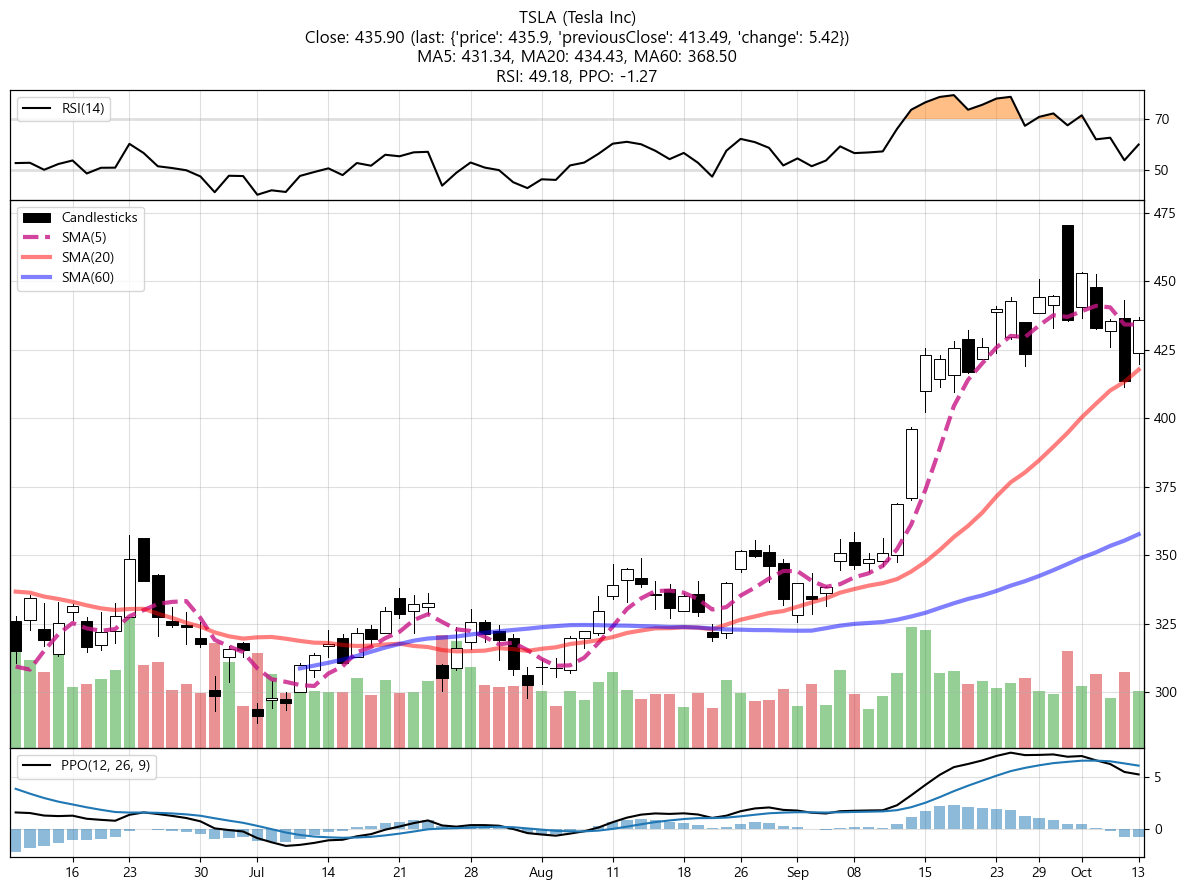 TSLA (Tesla Inc)
Close: 435.90 (last: {'price': 435.9, 'previousClose': 413.49, 'change': 5.42})
MA5: 431.34, MA20: 434.43, MA60: 368.50
RSI: 49.18, PPO: -1.27
RSI(14)
70
50
Candlesticks
SMA(5)
SMA(20)
SMA(60)
475
450
425
400
375
350
325
300
PPO(12, 26, 9)
5
0
16 23 30 Jul 14 21 28 Aug 11 18 26 Sep 08 15 23 29 Oct 13